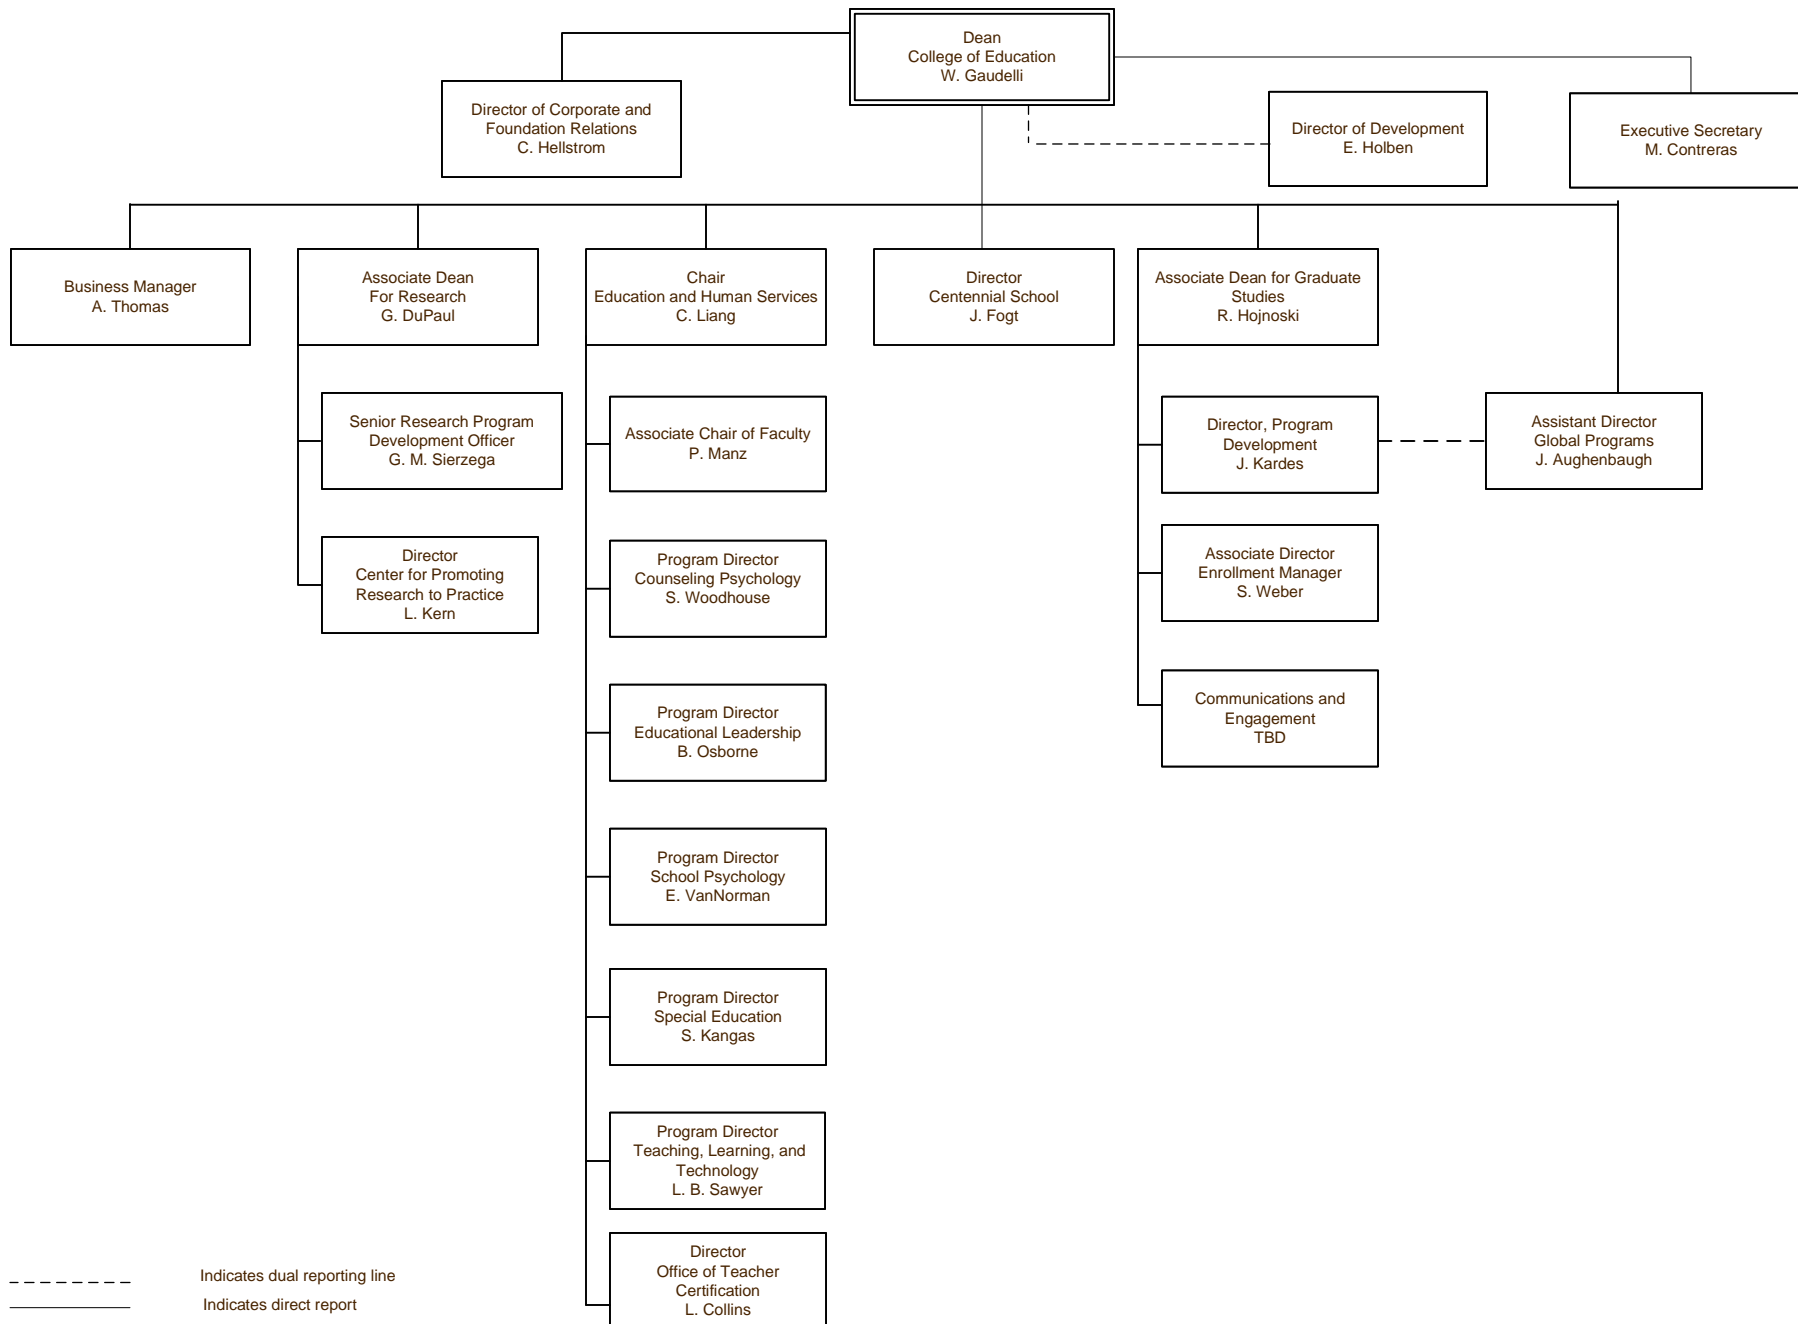 Dean
College of Education
W. Gaudelli
Director of Corporate and
Foundation Relations
C. Hellstrom
Director of Development
E. Holben
Executive Secretary
M. Contreras
Business Manager
A. Thomas
Associate Dean
For Research
G. DuPaul
Chair
Education and Human Services
C. Liang
Director
Centennial School
J. Fogt
Associate Dean for Graduate
Studies
R. Hojnoski
Senior Research Program
Development Officer
G. M. Sierzega
Associate Chair of Faculty
P. Manz
Director, Program
Development
J. Kardes
Assistant Director
Global Programs
J. Aughenbaugh
Director
Center for Promoting
Research to Practice
L. Kern
Program Director
Counseling Psychology
S. Woodhouse
Associate Director
Enrollment Manager
S. Weber
Program Director
Educational Leadership
B. Osborne
Communications and
Engagement
TBD
Program Director
School Psychology
E. VanNorman
Program Director
Special Education
S. Kangas
Program Director
Teaching, Learning, and
Technology
L. B. Sawyer
Director
Office of Teacher
Certification
L. Collins
Indicates dual reporting line
Indicates direct report